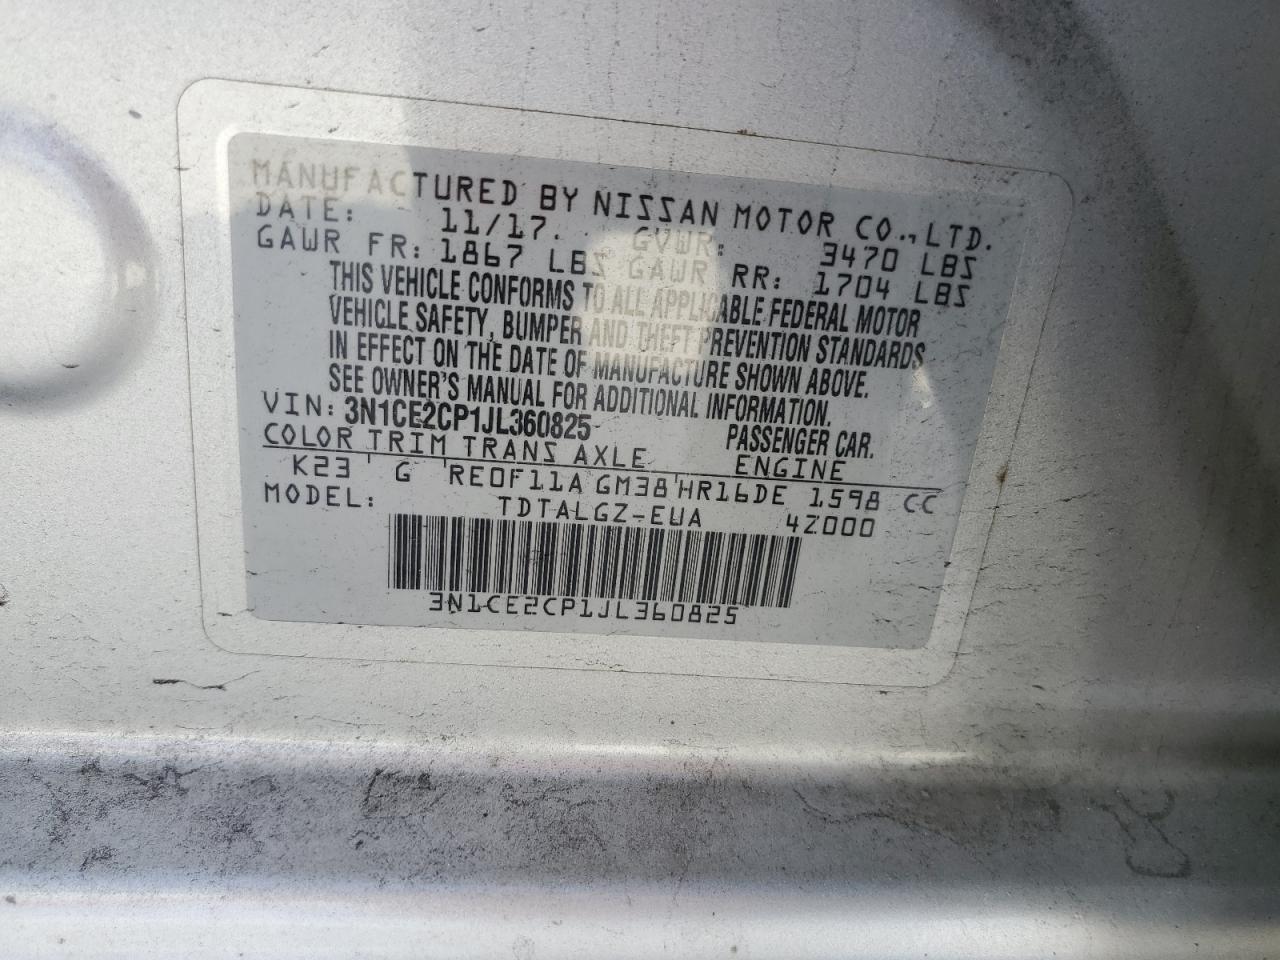 MANUFACTURED BY NISSAN MOTOR CO., LTD.
DATE: 11/17. GVWR: 3470 LBS
GAWR FR: 1867 LBS GAWR RR: 1704 LBS
THIS VEHICLE CONFORMS TO ALL APPLICABLE FEDERAL MOTOR
VEHICLE SAFETY, BUMPER AND THEFT PREVENTION STANDARDS
IN EFFECT ON THE DATE OF MANUFACTURE SHOWN ABOVE.
SEE OWNER'S MANUAL FOR ADDITIONAL INFORMATION.
VIN: 3N1CE2CP1JL360825 PASSENGER CAR.
COLOR TRIM TRANS AXLE ENGINE
K23 ' G ' RE0F11A GM38 ' HR16DE 1598 CC
MODEL: TDTALGZ-EUA 4Z000
3N1CE2CP1JL360825